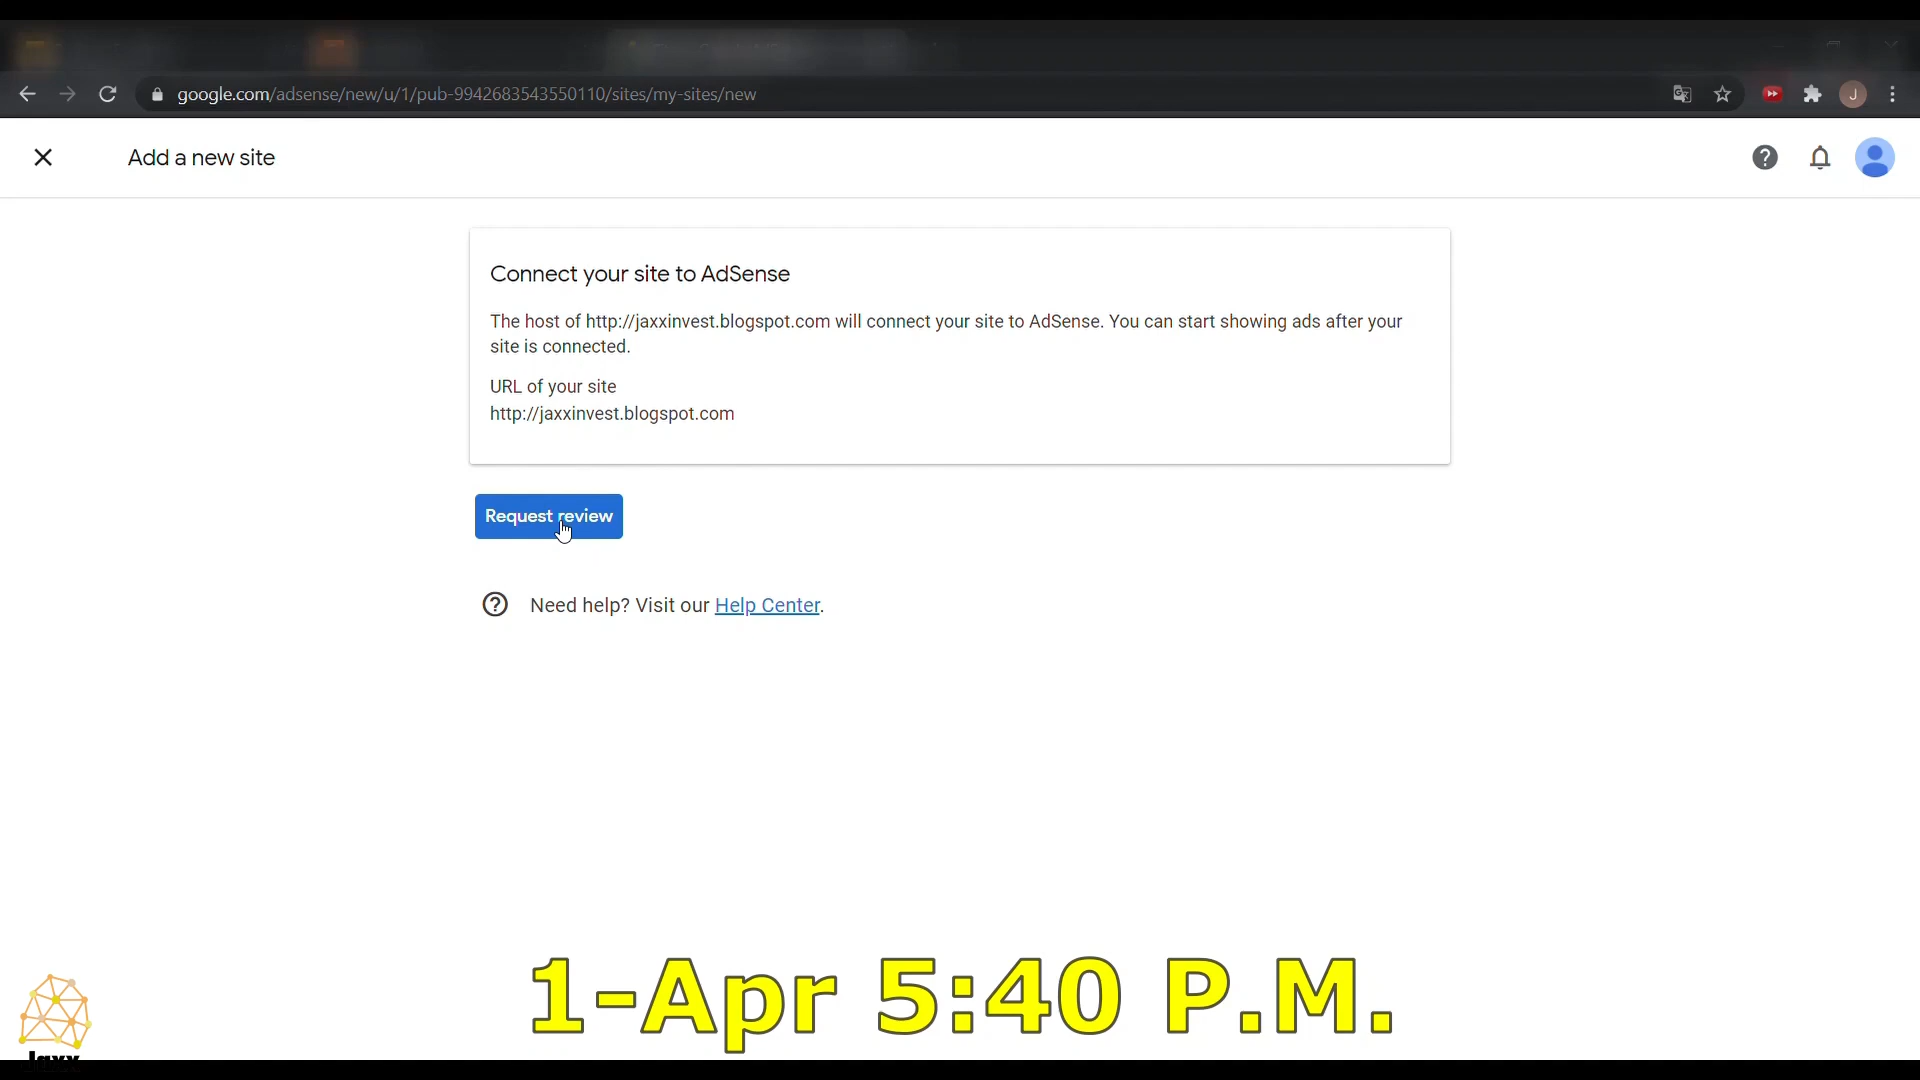 google.com/adsense/new/u/1/pub-9942683543550110/sites/my-sites/new
J
Add a new site
Connect your site to AdSense
The host of http://jaxxinvest.blogspot.com will connect your site to AdSense. You can start showing ads after your
site is connected.
URL of your site
http://jaxxinvest.blogspot.com
Request review
Need help? Visit our Help Center.
1-Apr 5:40 P.M.
Jaxx